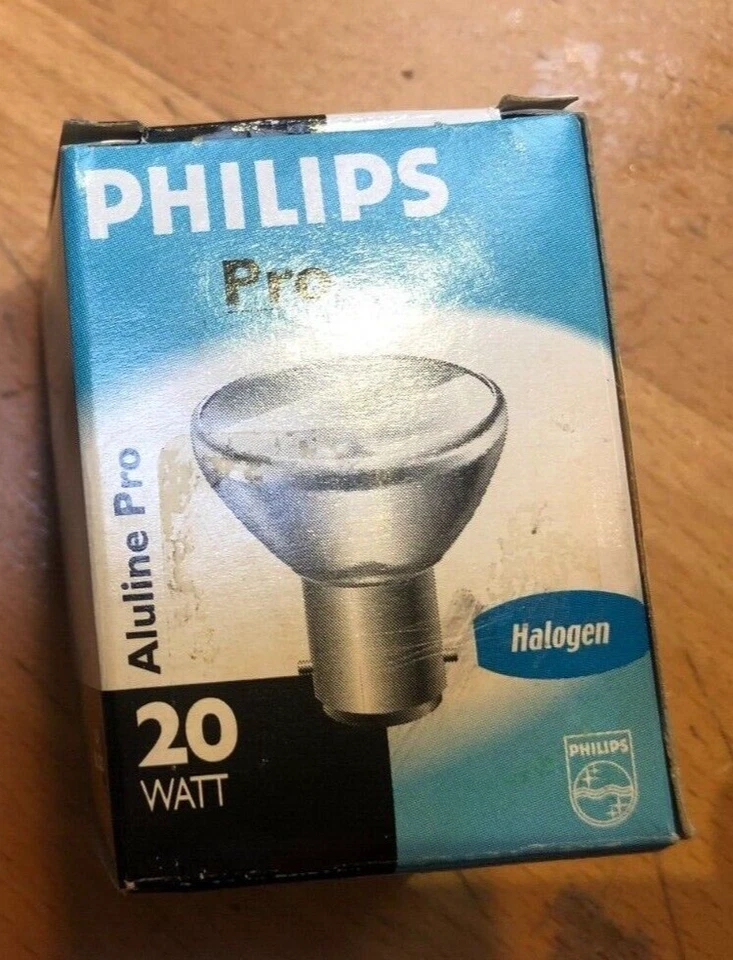 PHILIPS
Pro
Aluline Pro
Halogen
20
WATT
PHILIPS